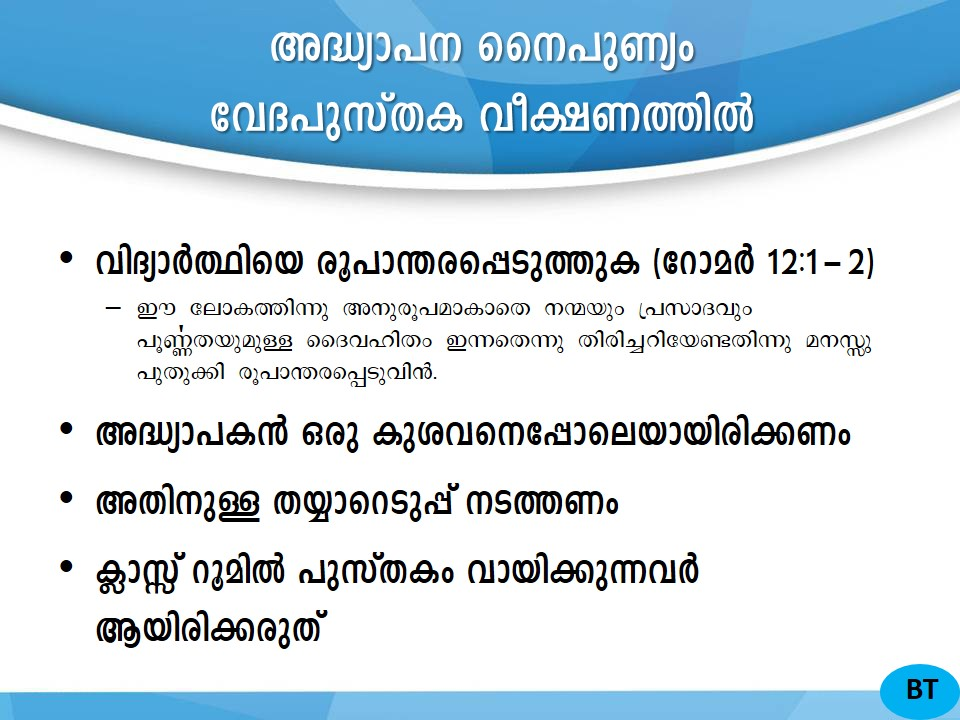 അദ്ധ്യാപന നൈപുണ്യം
വേദപുസ്തക വീക്ഷണത്തിൽ
• വിദ്യാർത്ഥിയെ രൂപാന്തരപ്പെടുത്തുക (റോമർ 12:1– 2)
– ഈ ലോകത്തിന്നു അനുരൂപമാകാതെ നന്മയും പ്രസാദവും
പൂൎണ്ണതയുമുള്ള ദൈവഹിതം ഇന്നതെന്നു തിരിച്ചറിയേണ്ടതിന്നു മനസ്സു
പുതുക്കി രൂപാന്തരപ്പെടുവിൻ.
• അദ്ധ്യാപകൻ ഒരു കുശവനെപ്പോലെയായിരിക്കണം
• അതിനുള്ള തയ്യാറെടുപ്പ് നടത്തണം
• ക്ലാസ്സ് റൂമിൽ പുസ്തകം വായിക്കുന്നവർ
ആയിരിക്കരുത്
BT